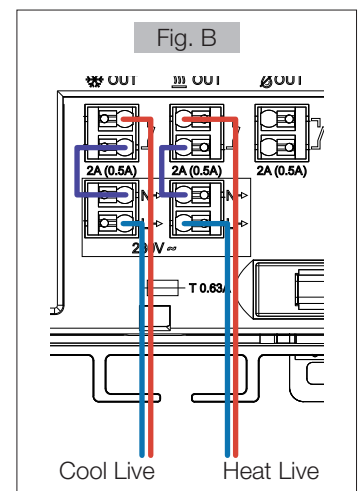 Fig. B
OUT OUT OUT
2A (0.5A) 2A (0.5A) 2A (0.5A)
N N
L L
230V
T 0.63A
Cool Live Heat Live